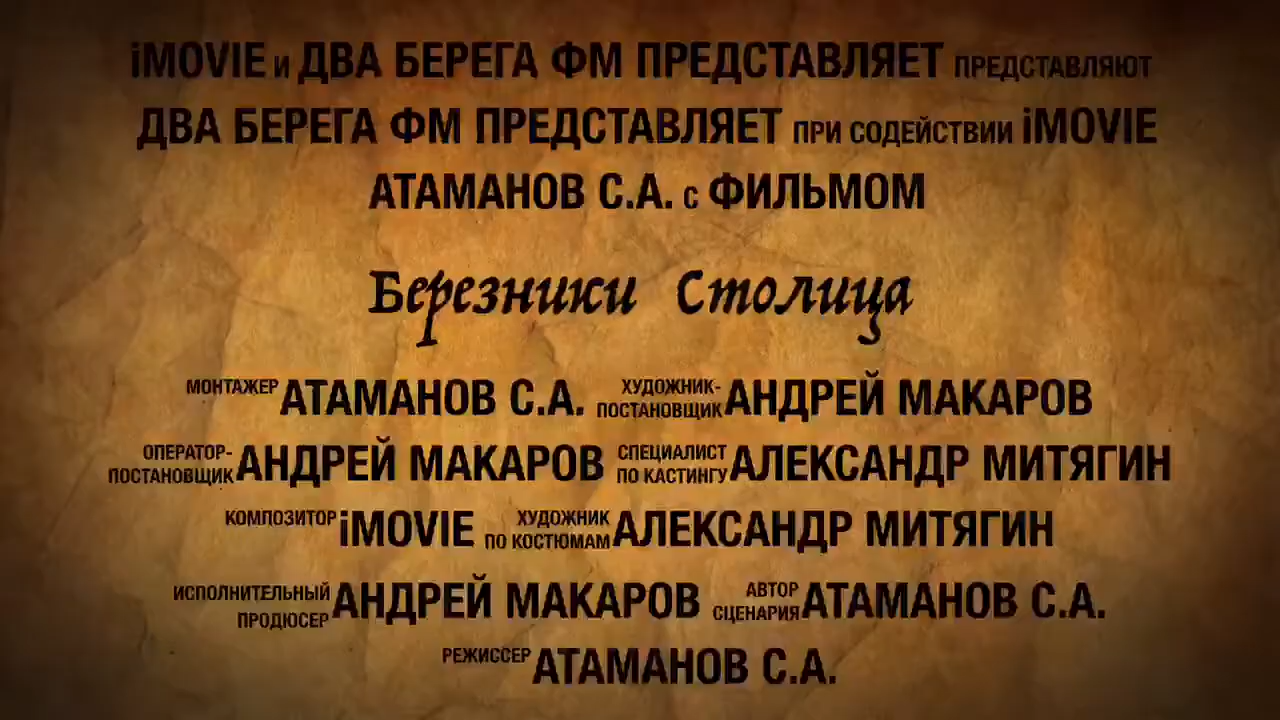 iMOVIE и ДВА БЕРЕГА ФМ ПРЕДСТАВЛЯЕТ ПРЕДСТАВЛЯЮТ
ДВА БЕРЕГА ФМ ПРЕДСТАВЛЯЕТ ПРИ СОДЕЙСТВИИ iMOVIE
АТАМАНОВ С.А. с ФИЛЬМОМ
Березники Столица
МОНТАЖЕР АТАМАНОВ С.А. ХУДОЖНИК-ПОСТАНОВЩИК АНДРЕЙ МАКАРОВ
ОПЕРАТОР-ПОСТАНОВЩИК АНДРЕЙ МАКАРОВ СПЕЦИАЛИСТ ПО КАСТИНГУ АЛЕКСАНДР МИТЯГИН
КОМПОЗИТОР iMOVIE ХУДОЖНИК ПО КОСТЮМАМ АЛЕКСАНДР МИТЯГИН
ИСПОЛНИТЕЛЬНЫЙ ПРОДЮСЕР АНДРЕЙ МАКАРОВ АВТОР СЦЕНАРИЯ АТАМАНОВ С.А.
РЕЖИССЕР АТАМАНОВ С.А.